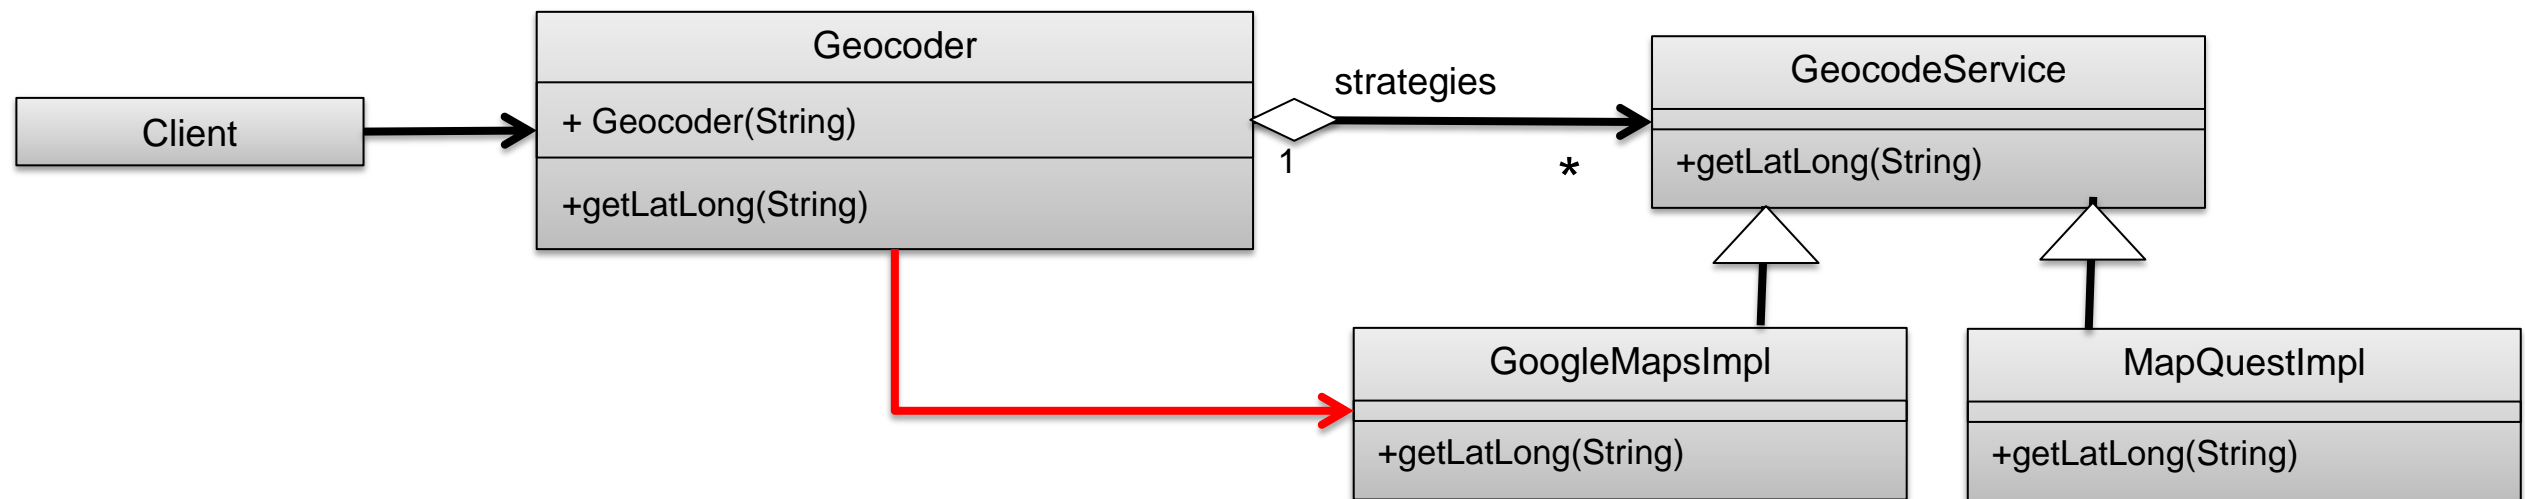 Client
Geocoder
+ Geocoder(String)
+getLatLong(String)
strategies
1
*
GeocodeService
+getLatLong(String)
GoogleMapsImpl
+getLatLong(String)
MapQuestImpl
+getLatLong(String)